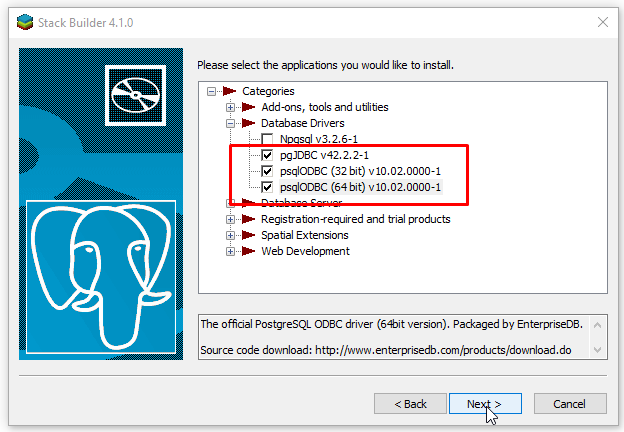 Stack Builder 4.1.0
Please select the applications you would like to install.
Categories
Add-ons, tools and utilities
Database Drivers
Npgsql v3.2.6-1
pgJDBC v42.2.2-1
psqlODBC (32 bit) v10.02.0000-1
psqlODBC (64 bit) v10.02.0000-1
Database Server
Registration-required and trial products
Spatial Extensions
Web Development
The official PostgreSQL ODBC driver (64bit version). Packaged by EnterpriseDB.
Source code download: http://www.enterprisedb.com/products/download.do
< Back
Next >
Cancel